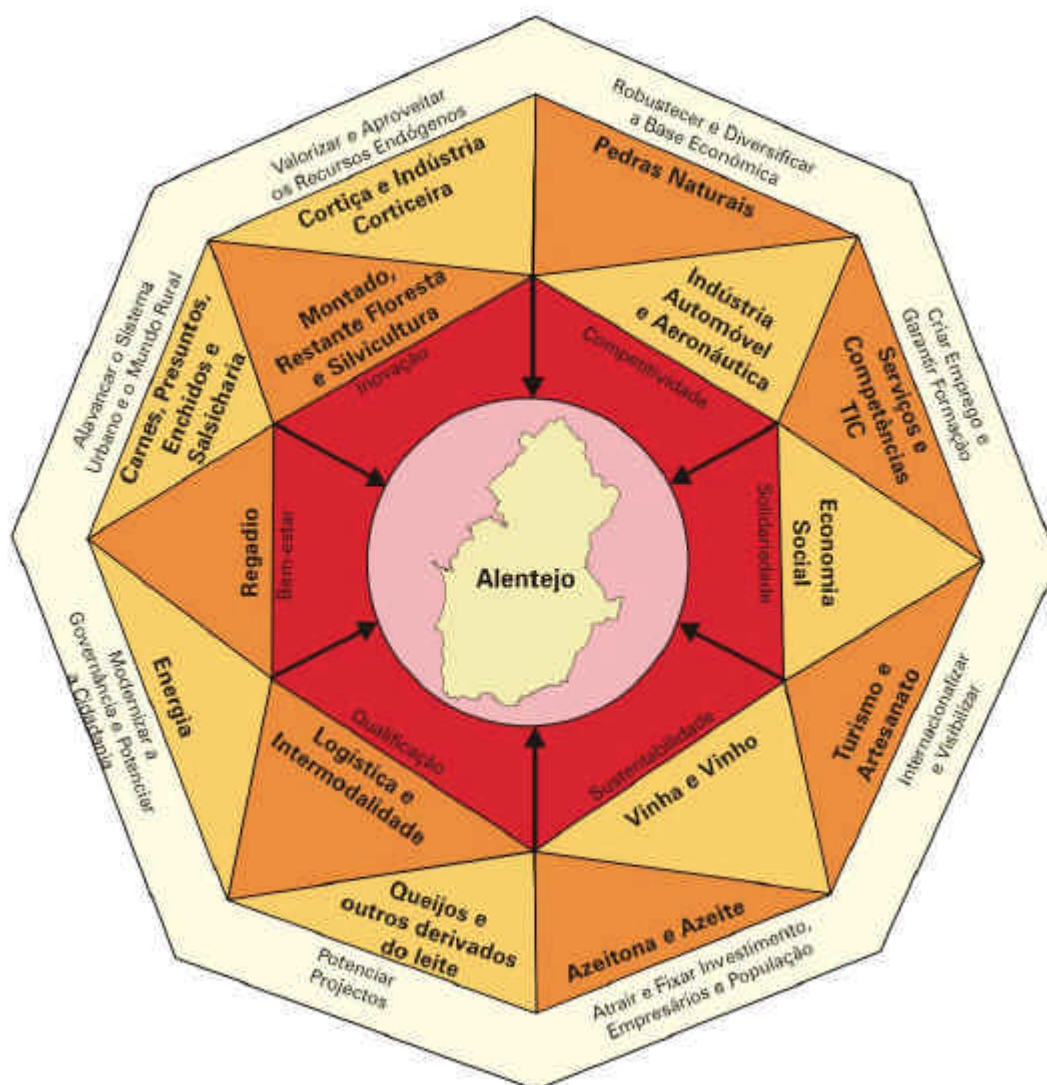 Robustecer e Diversificar
a Base Económica
Criar Emprego e
Garantir Formação
Internacionalizar
e Visibilizar
Atrair e Fixar Investimento,
Empresários e População
Potenciar
Projectos
Modernizar a
Governância e Potenciar
a Cidadania
Alavancar o Sistema
Urbano e o Mundo Rural
Valorizar e Aproveitar
os Recursos Endógenos
Pedras Naturais
Indústria
Automóvel
e Aeronáutica
Serviços e
Competências
TIC
Economia
Social
Turismo e
Artesanato
Vinha e Vinho
Azeitona e Azeite
Queijos e
outros derivados
do leite
Logística e
Intermodalidade
Energia
Regadio
Carnes, Presuntos,
Enchidos e
Salsicharia
Montado,
Restante Floresta
e Silvicultura
Cortiça e Indústria
Corticeira
Competitividade
Solidariedade
Sustentabilidade
Qualificação
Bem-estar
Inovação
Alentejo